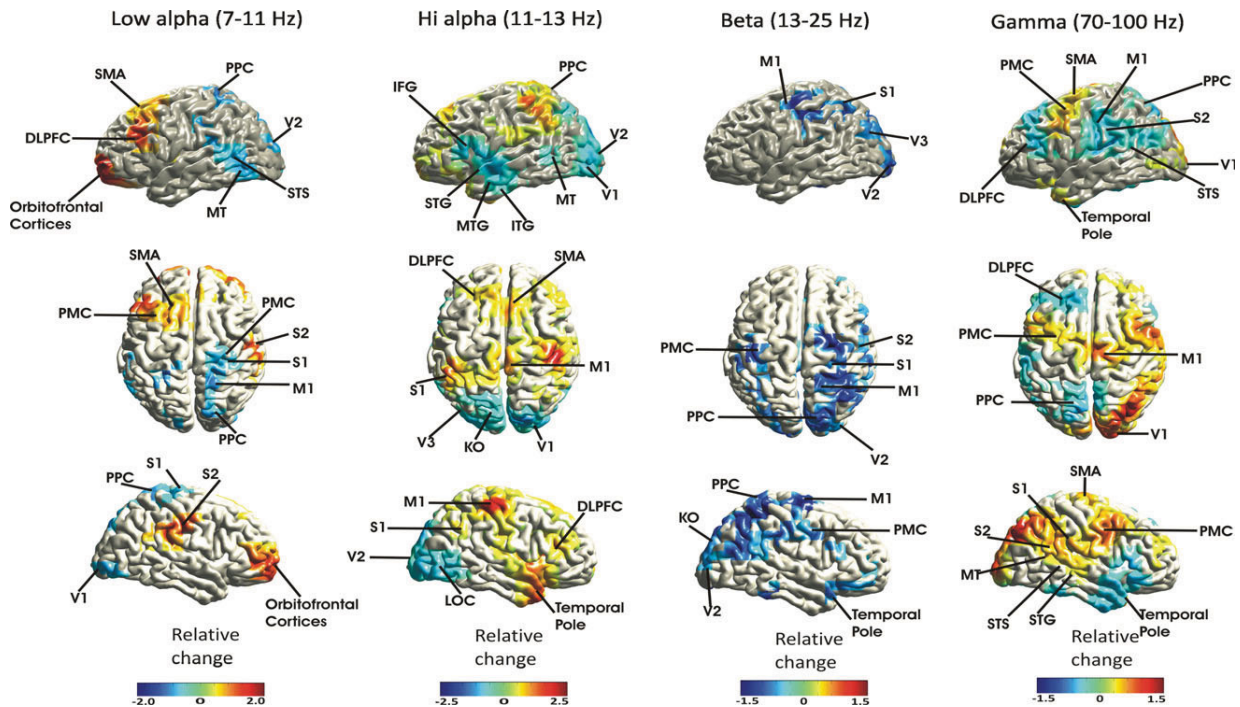 Low alpha (7-11 Hz)
Hi alpha (11-13 Hz)
Beta (13-25 Hz)
Gamma (70-100 Hz)
SMA
PPC
DLPFC
V2
Orbitofrontal
Cortices
MT
STS
IFG
PPC
V2
STG
MTG
ITG
MT
V1
M1
S1
V3
V2
PMC
SMA
M1
PPC
S2
DLPFC
V1
STS
Temporal
Pole
SMA
PMC
PMC
S2
S1
M1
PPC
DLPFC
SMA
S1
M1
V3
KO
V1
PMC
S2
S1
M1
PPC
V2
DLPFC
PMC
M1
PPC
V1
PPC
S1
S2
V1
Orbitofrontal
Cortices
M1
S1
DLPFC
V2
LOC
Temporal
Pole
PPC
M1
KO
PMC
V2
Temporal
Pole
SMA
S1
S2
PMC
MT
STS
STG
Temporal
Pole
Relative
change
-2.0 0 2.0
Relative
change
-2.5 0 2.5
Relative
change
-1.5 0 1.5
Relative
change
-1.5 0 1.5